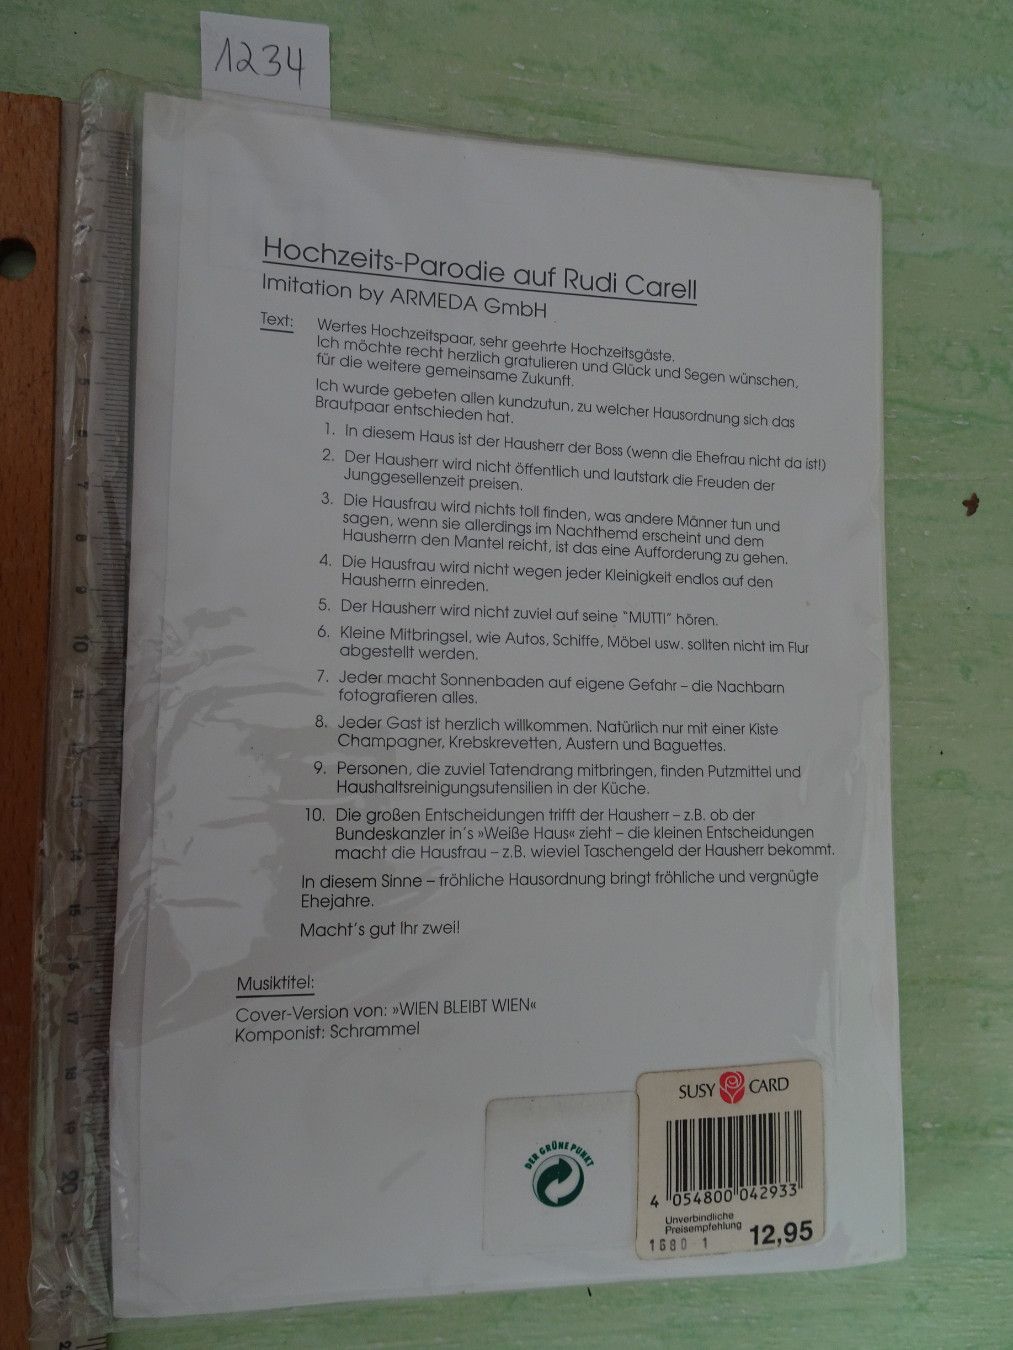 1234
Hochzeits-Parodie auf Rudi Carell
Imitation by ARMEDA GmbH
Text: Wertes Hochzeitspaar, sehr geehrte Hochzeitsgäste.
Ich möchte recht herzlich gratulieren und Glück und Segen wünschen,
für die weitere gemeinsame Zukunft.
Ich wurde gebeten allen kundzutun, zu welcher Hausordnung sich das
Brautpaar entschieden hat.
1. In diesem Haus ist der Hausherr der Boss (wenn die Ehefrau nicht da ist!)
2. Der Hausherr wird nicht öffentlich und lautstark die Freuden der
Junggesellenzeit preisen.
3. Die Hausfrau wird nichts toll finden, was andere Männer tun und
sagen, wenn sie allerdings im Nachthemd erscheint und dem
Hausherrn den Mantel reicht, ist das eine Aufforderung zu gehen.
4. Die Hausfrau wird nicht wegen jeder Kleinigkeit endlos auf den
Hausherrn einreden.
5. Der Hausherr wird nicht zuviel auf seine "MUTTI" hören.
6. Kleine Mitbringsel, wie Autos, Schiffe, Möbel usw. sollten nicht im Flur
abgestellt werden.
7. Jeder macht Sonnenbaden auf eigene Gefahr – die Nachbarn
fotografieren alles.
8. Jeder Gast ist herzlich willkommen. Natürlich nur mit einer Kiste
Champagner, Krebskrevetten, Austern und Baguettes.
9. Personen, die zuviel Tatendrang mitbringen, finden Putzmittel und
Haushaltsreinigungsutensilien in der Küche.
10. Die großen Entscheidungen trifft der Hausherr – z.B. ob der
Bundeskanzler in's »Weiße Haus« zieht – die kleinen Entscheidungen
macht die Hausfrau – z.B. wieviel Taschengeld der Hausherr bekommt.
In diesem Sinne – fröhliche Hausordnung bringt fröhliche und vergnügte
Ehejahre.
Macht's gut Ihr zwei!
Musiktitel:
Cover-Version von: »WIEN BLEIBT WIEN«
Komponist: Schrammel
DER GRÜNE PUNKT
SUSY CARD
4 054800 042933
Unverbindliche
Preisempfehlung 12,95
1680 1